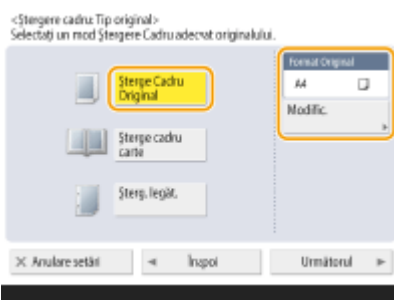 <Ștergere cadru: Tip original>
Selectați un mod Ștergere Cadru adecvat originalului.
Șterge Cadru
Original
Șterge cadru
carte
Șterg. legăt.
Format Original
A4
Modific.
× Anulare setări
Înapoi
Următorul